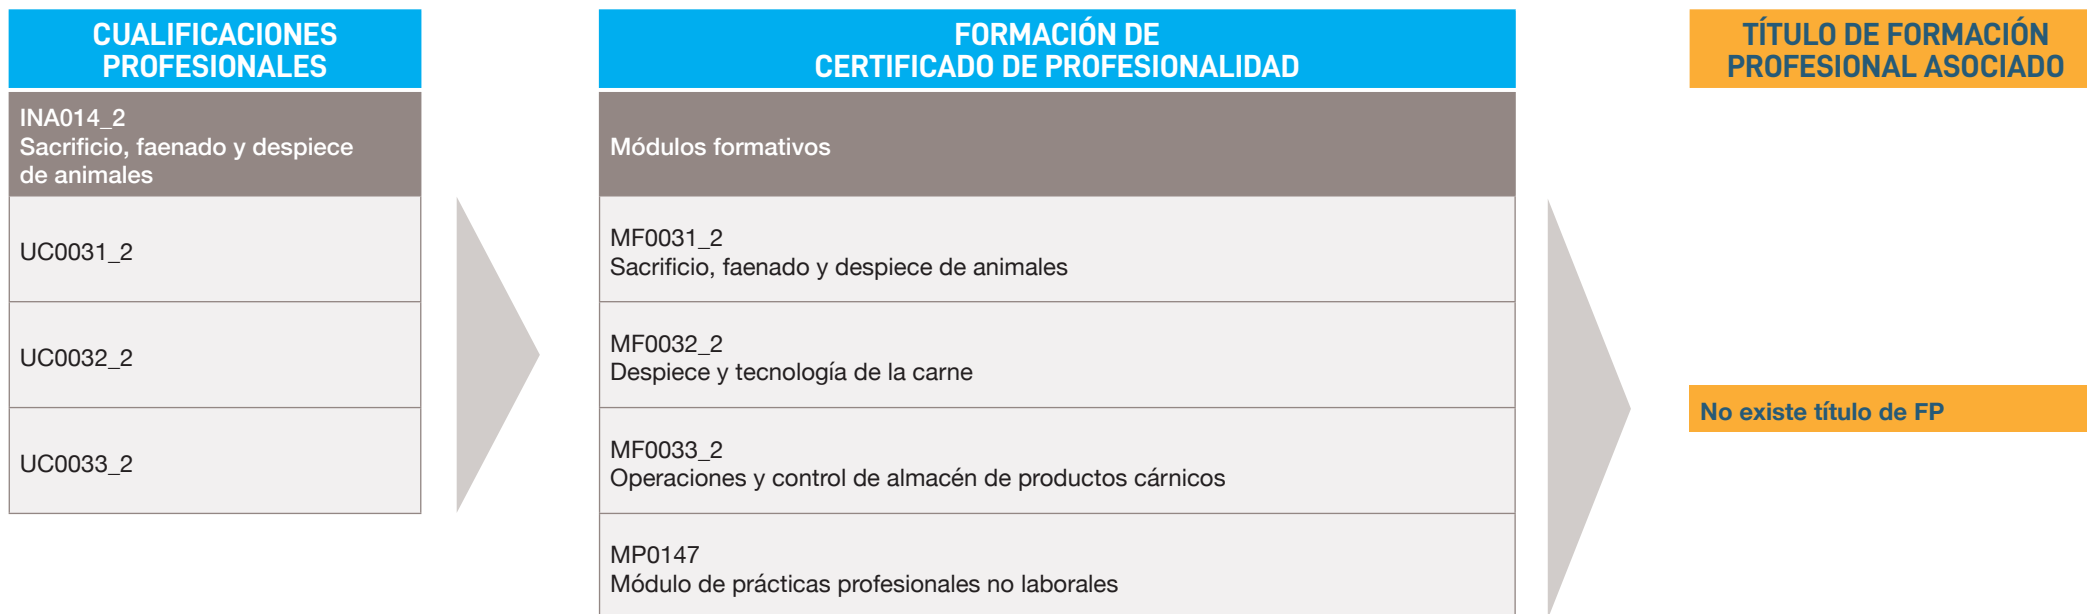 CUALIFICACIONES
PROFESIONALES
INA014_2
Sacrificio, faenado y despiece
de animales
UC0031_2
UC0032_2
UC0033_2
FORMACIÓN DE
CERTIFICADO DE PROFESIONALIDAD
Módulos formativos
MF0031_2
Sacrificio, faenado y despiece de animales
MF0032_2
Despiece y tecnología de la carne
MF0033_2
Operaciones y control de almacén de productos cárnicos
MP0147
Módulo de prácticas profesionales no laborales
TÍTULO DE FORMACIÓN
PROFESIONAL ASOCIADO
No existe título de FP